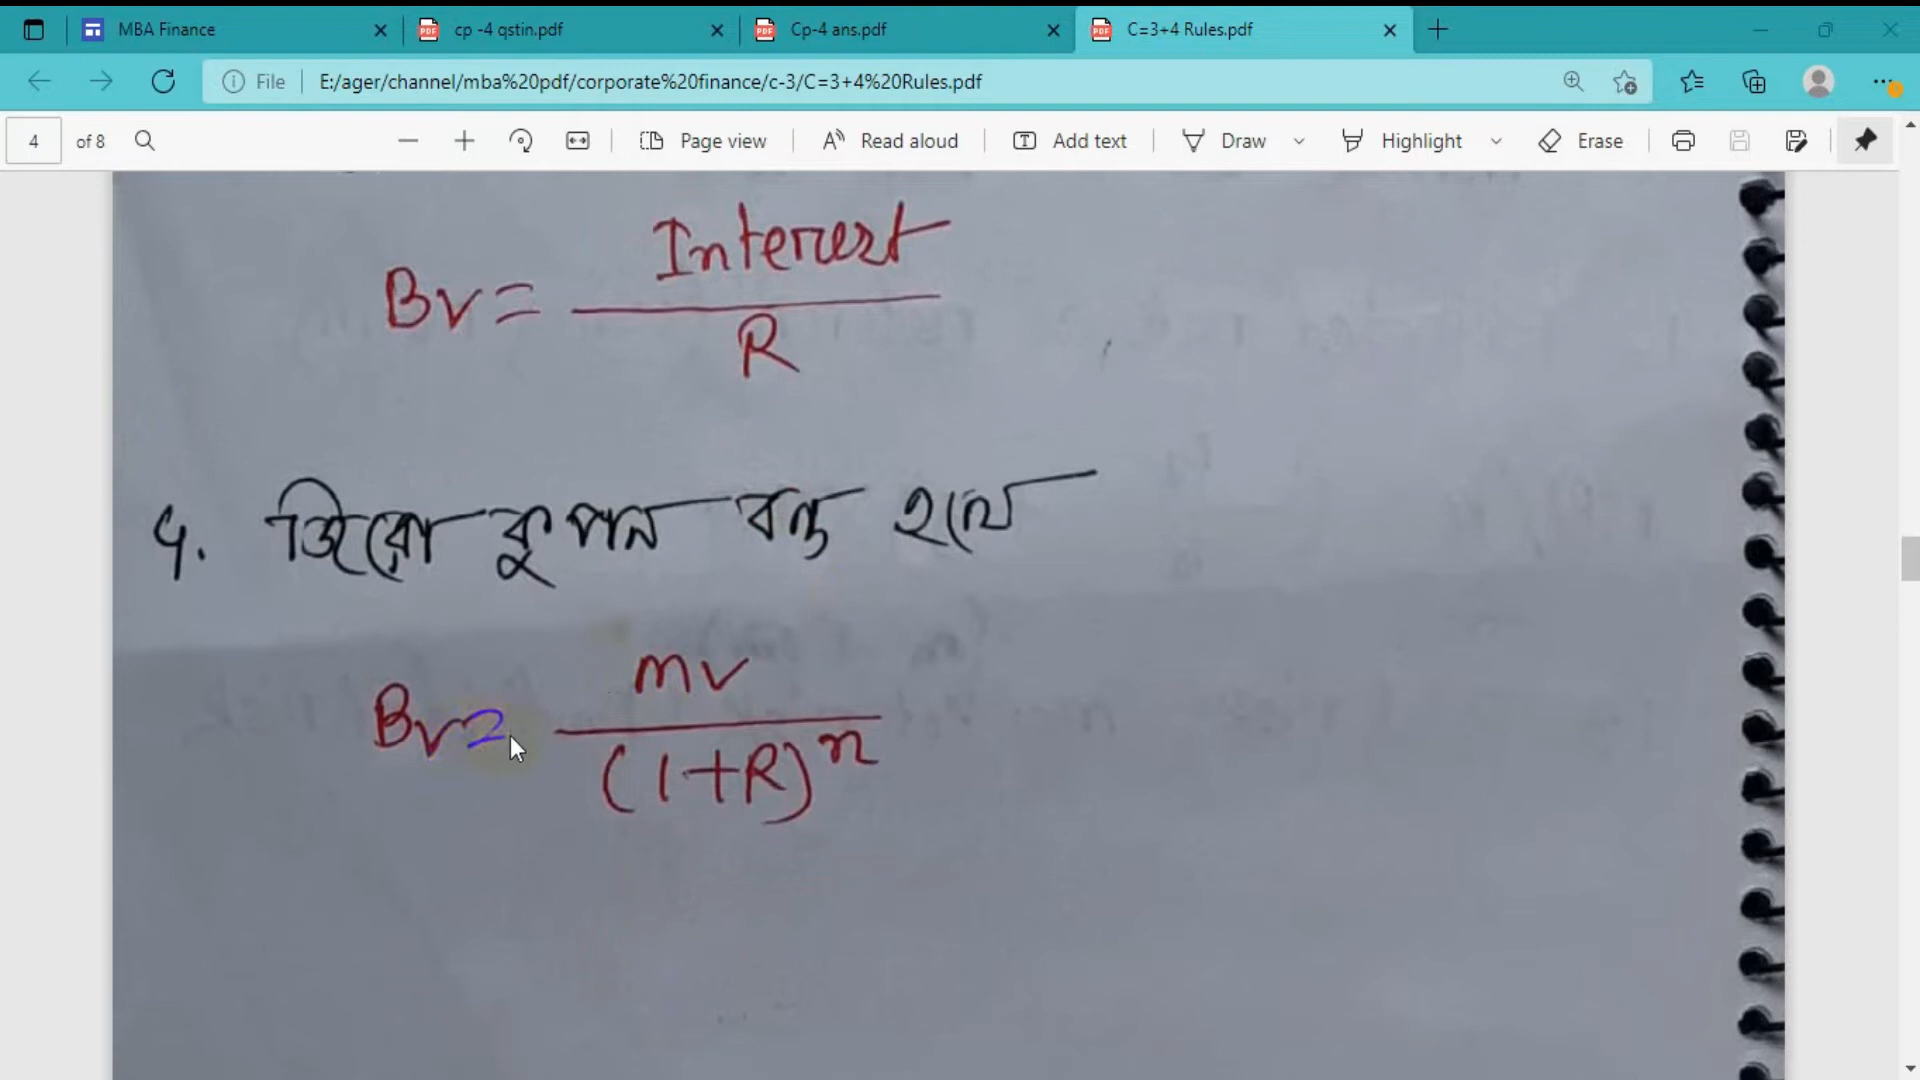 MBA Finance cp -4 qstin.pdf Cp-4 ans.pdf C=3+4 Rules.pdf
File E:/ager/channel/mba%20pdf/corporate%20finance/c-3/C=3+4%20Rules.pdf
4 of 8 Page view Read aloud Add text Draw Highlight Erase
Interest
Bv=
R
৭. জিরো কুপন বন্ড হলে
mv
Bv=
(1+R)^n